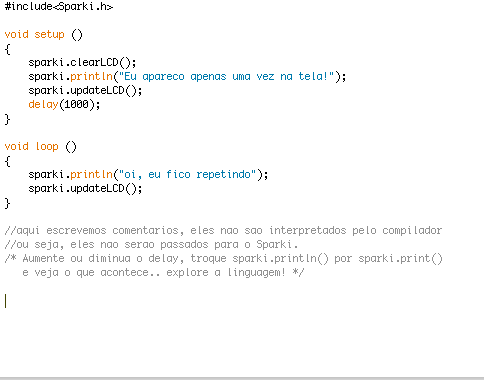 #include<Sparki.h>
void setup ()
{
sparki.clearLCD();
sparki.println("Eu apareco apenas uma vez na tela!");
sparki.updateLCD();
delay(1000);
}
void loop ()
{
sparki.println("oi, eu fico repetindo");
sparki.updateLCD();
}
//aqui escrevemos comentarios, eles nao sao interpretados pelo compilador
//ou seja, eles nao serao passados para o Sparki.
/* Aumente ou diminua o delay, troque sparki.println() por sparki.print()
e veja o que acontece.. explore a linguagem! */